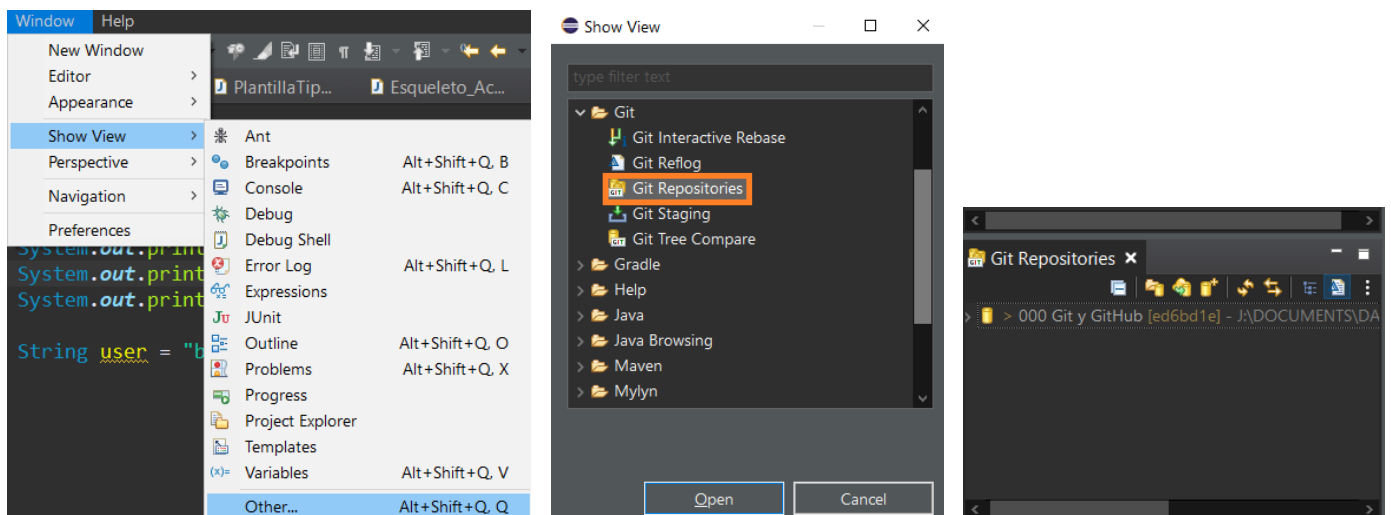 Window Help
New Window
Editor
Appearance
Show View
Perspective
Navigation
Preferences
PlantillaTip...
Esqueleto_Ac...
System.out.print
System.out.print
System.out.print
String user = "b
Ant
Breakpoints Alt+Shift+Q, B
Console Alt+Shift+Q, C
Debug
Debug Shell
Error Log Alt+Shift+Q, L
Expressions
JUnit
Outline Alt+Shift+Q, O
Problems Alt+Shift+Q, X
Progress
Project Explorer
Templates
Variables Alt+Shift+Q, V
Other... Alt+Shift+Q, Q
Show View
type filter text
Git
Git Interactive Rebase
Git Reflog
Git Repositories
Git Staging
Git Tree Compare
Gradle
Help
Java
Java Browsing
Maven
Mylyn
Open Cancel
Git Repositories
> 000 Git y GitHub [ed6bd1e] - J:\DOCUMENTS\DA